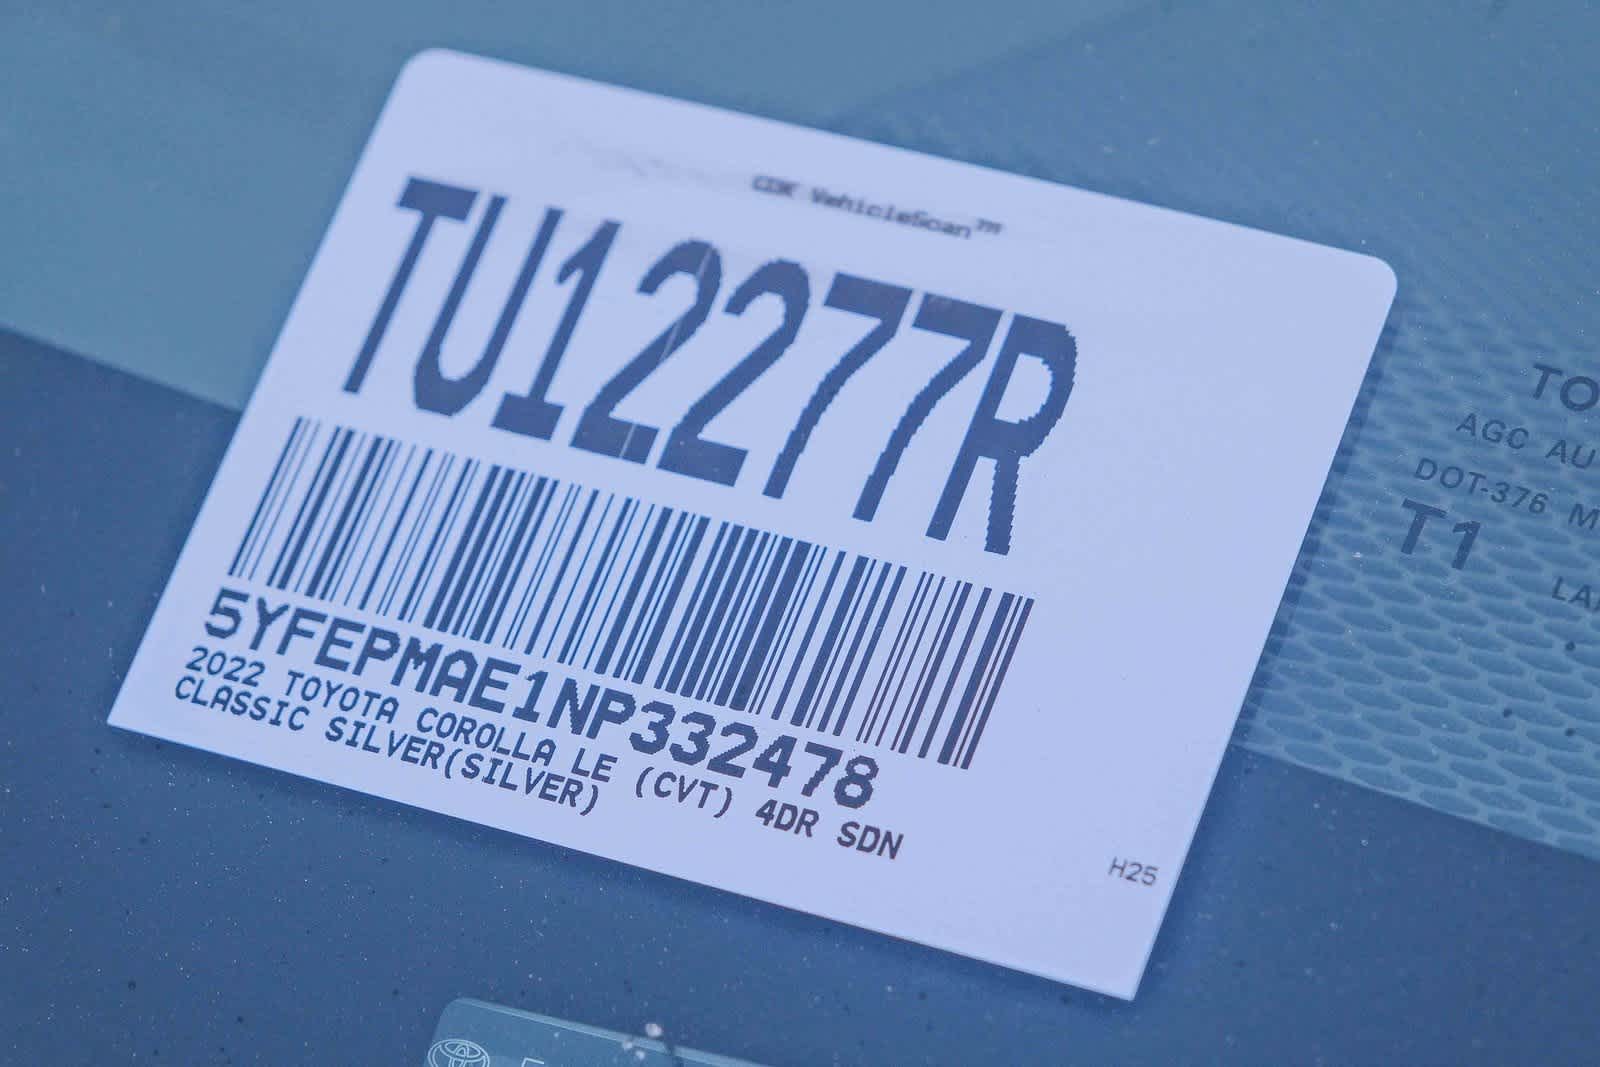 CDK VehicleScan™
TU12277R
5YFEPMAE1NP332478
2022 TOYOTA COROLLA LE (CVT) 4DR SDN
CLASSIC SILVER(SILVER)
H25
TO
AGC AU
DOT-376 M
T1
LA